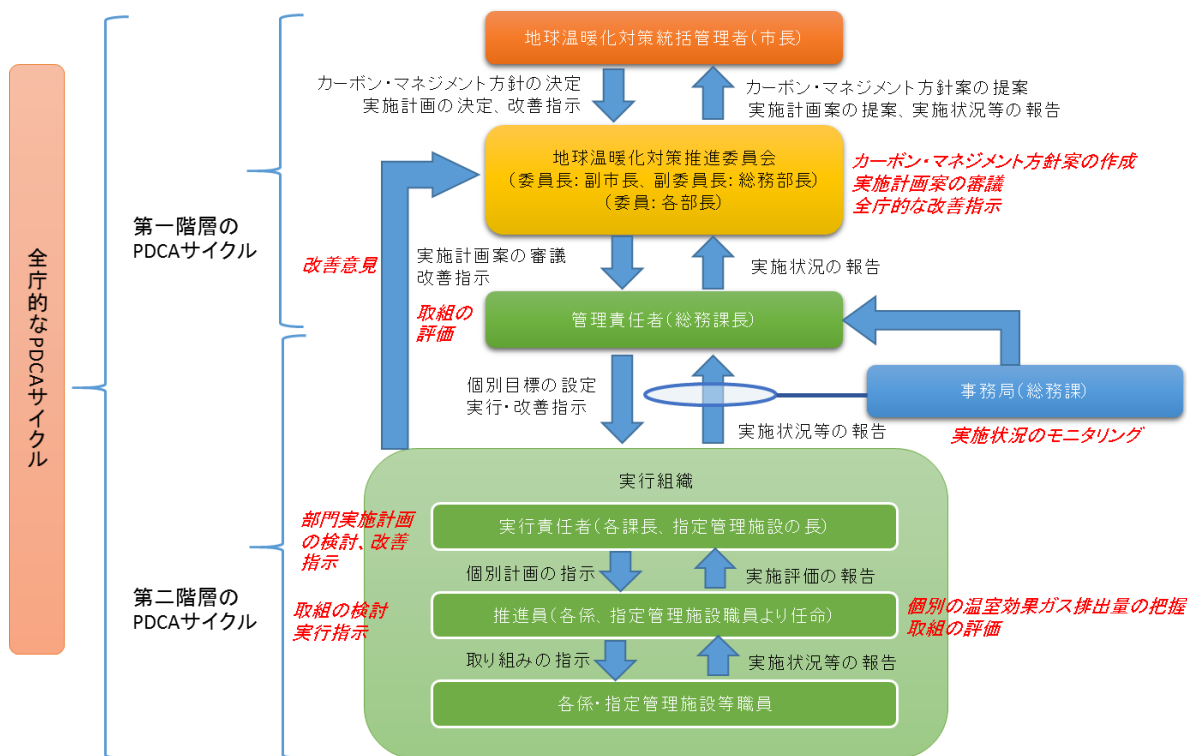 地球温暖化対策統括管理者(市長)
カーボン・マネジメント方針の決定
実施計画の決定、改善指示
カーボン・マネジメント方針案の提案
実施計画案の提案、実施状況等の報告
地球温暖化対策推進委員会
(委員長:副市長、副委員長:総務部長)
(委員:各部長)
カーボン・マネジメント方針案の作成
実施計画案の審議
全庁的な改善指示
全庁的なPDCAサイクル
第一階層の
PDCAサイクル
改善意見
実施計画案の審議
改善指示
実施状況の報告
取組の
評価
管理責任者(総務課長)
個別目標の設定
実行・改善指示
実施状況等の報告
事務局(総務課)
実施状況のモニタリング
実行組織
部門実施計画
の検討、改善
指示
実行責任者(各課長、指定管理施設の長)
個別計画の指示
実施評価の報告
第二階層の
PDCAサイクル
取組の検討
実行指示
推進員(各係、指定管理施設職員より任命)
個別の温室効果ガス排出量の把握
取組の評価
取り組みの指示
実施状況等の報告
各係・指定管理施設等職員